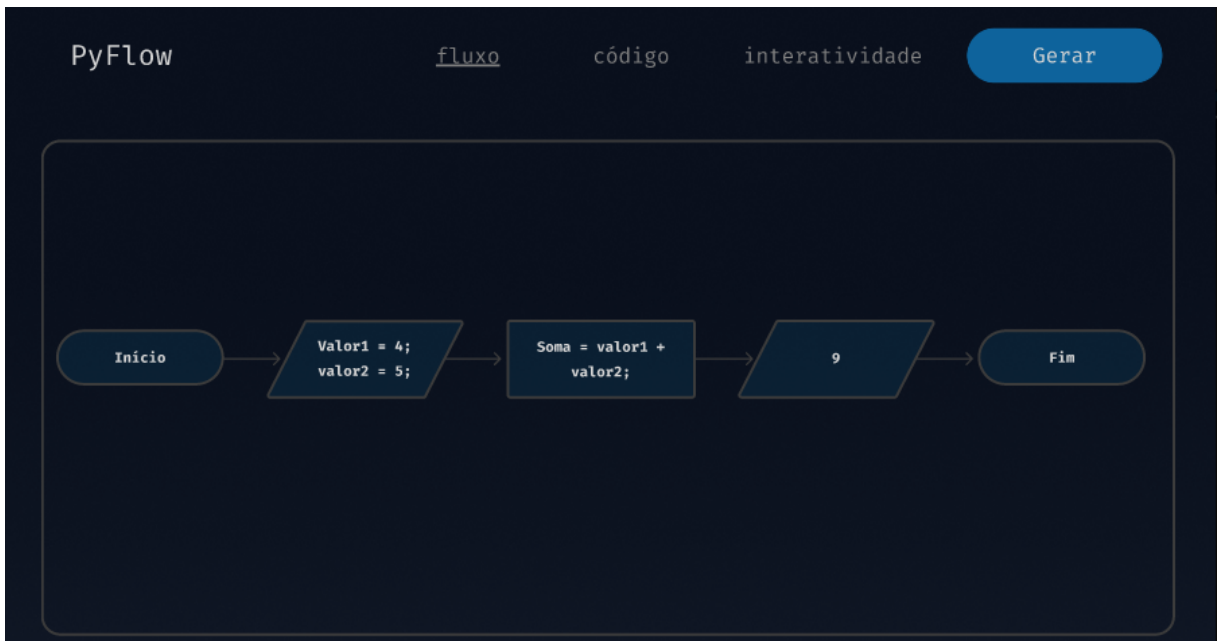 PyFlow fluxo código interatividade Gerar
Início
Valor1 = 4;
valor2 = 5;
Soma = valor1 +
valor2;
9
Fim